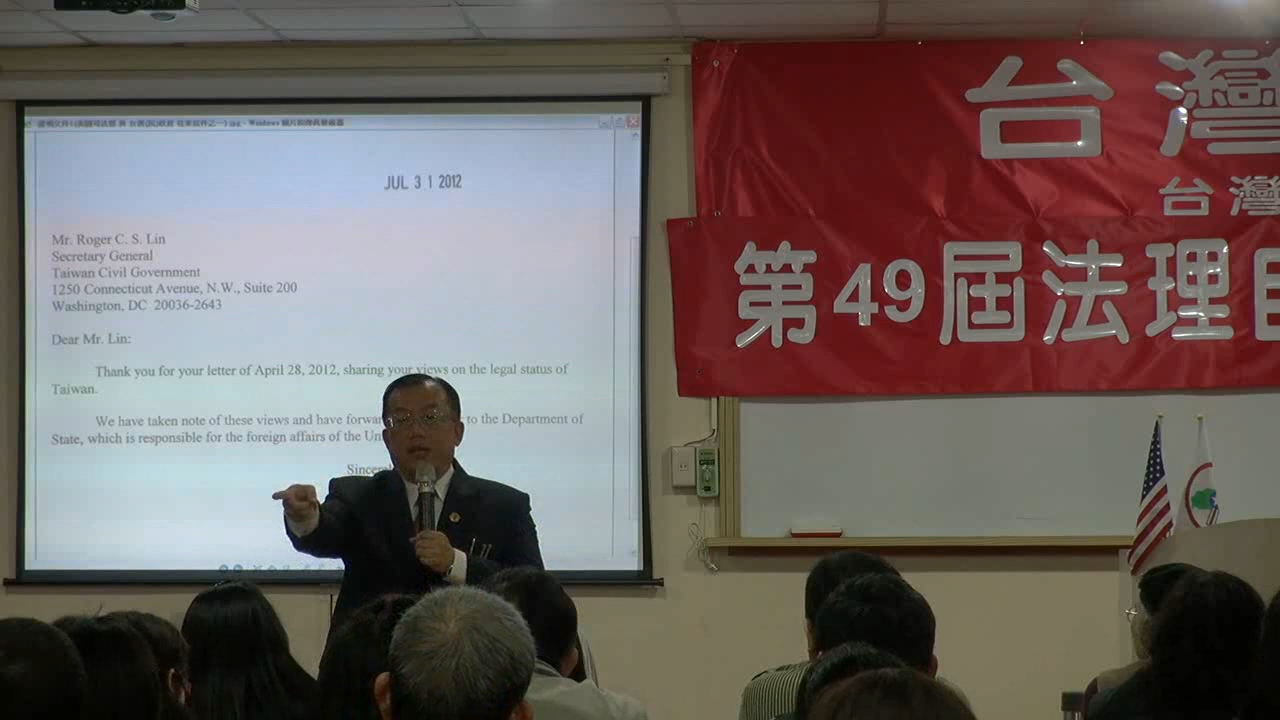 Windows
JUL 3 1 2012
Mr. Roger C. S. Lin
Secretary General
Taiwan Civil Government
1250 Connecticut Avenue, N.W., Suite 200
Washington, DC 20036-2643
Dear Mr. Lin:
Thank you for your letter of April 28, 2012, sharing your views on the legal status of
Taiwan.
We have taken note of these views and have to the Department of
State, which is responsible for the foreign affairs of the
台灣
台灣
第49屆法理